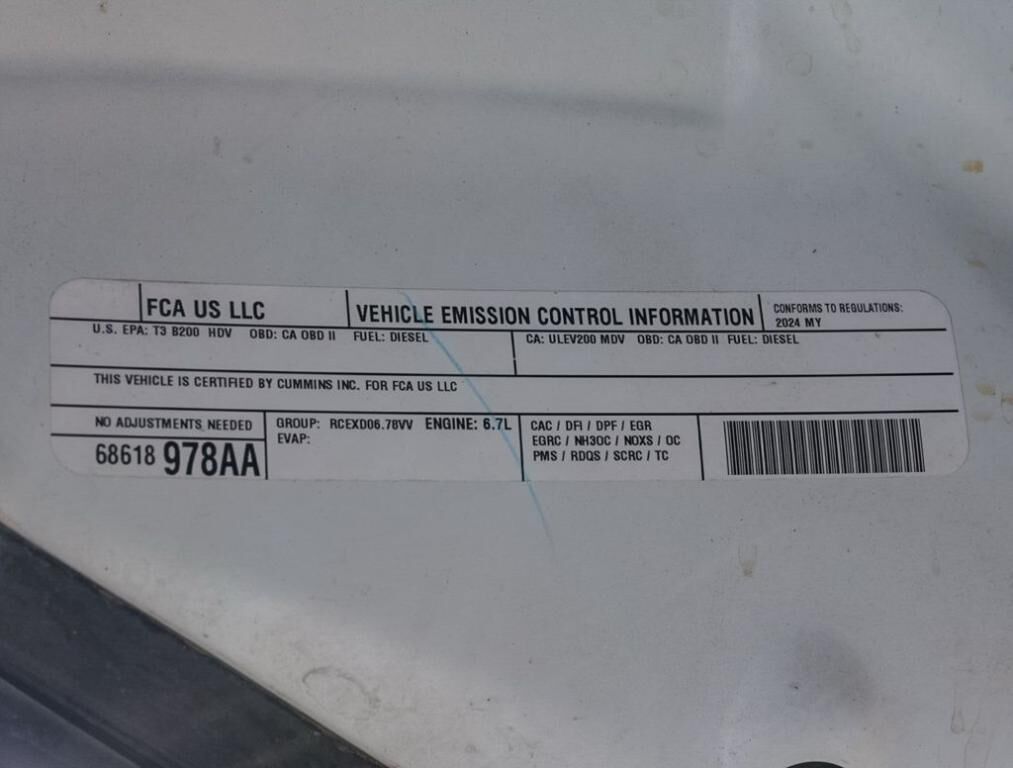 FCA US LLC
VEHICLE EMISSION CONTROL INFORMATION
CONFORMS TO REGULATIONS:
2024 MY
U.S. EPA: T3 B200 HDV OBD: CA OBD II FUEL: DIESEL
CA: ULEV200 MDV OBD: CA OBD II FUEL: DIESEL
THIS VEHICLE IS CERTIFIED BY CUMMINS INC. FOR FCA US LLC
NO ADJUSTMENTS NEEDED
68618 978AA
GROUP: RCEXD06.78VV ENGINE: 6.7L
EVAP:
CAC / DFI / DPF / EGR
EGRC / NH3OC / NOXS / OC
PMS / RDQS / SCRC / TC